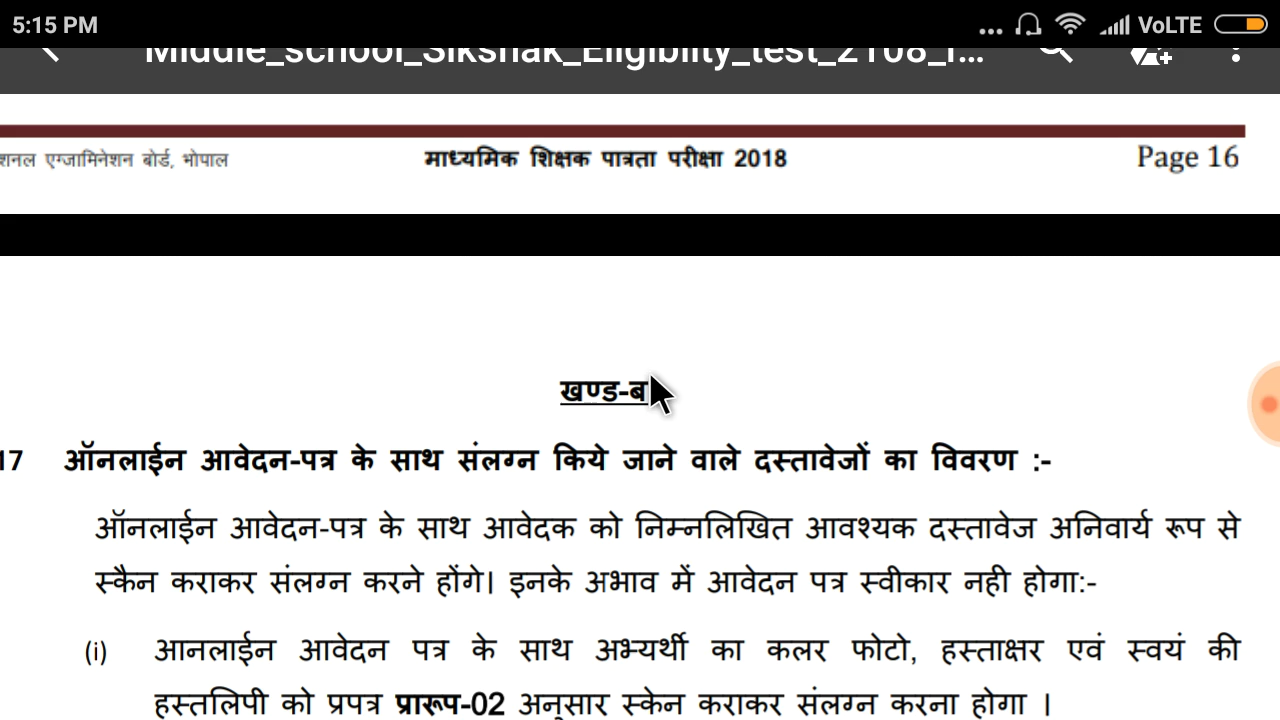 5:15 PM ... VoLTE
Middle_school_Sikshak_Eligiblity_test_2108_
शनल एग्जामिनेशन बोर्ड, भोपाल माध्यमिक शिक्षक पात्रता परीक्षा 2018 Page 16
खण्ड-ब
17 ऑनलाईन आवेदन-पत्र के साथ संलग्न किये जाने वाले दस्तावेजों का विवरण :-
ऑनलाईन आवेदन-पत्र के साथ आवेदक को निम्नलिखित आवश्यक दस्तावेज अनिवार्य रूप से
स्कैन कराकर संलग्न करने होंगे। इनके अभाव में आवेदन पत्र स्वीकार नही होगा:-
(i) आनलाईन आवेदन पत्र के साथ अभ्यर्थी का कलर फोटो, हस्ताक्षर एवं स्वयं की
हस्तलिपी को प्रपत्र प्रारूप-02 अनुसार स्केन कराकर संलग्न करना होगा ।